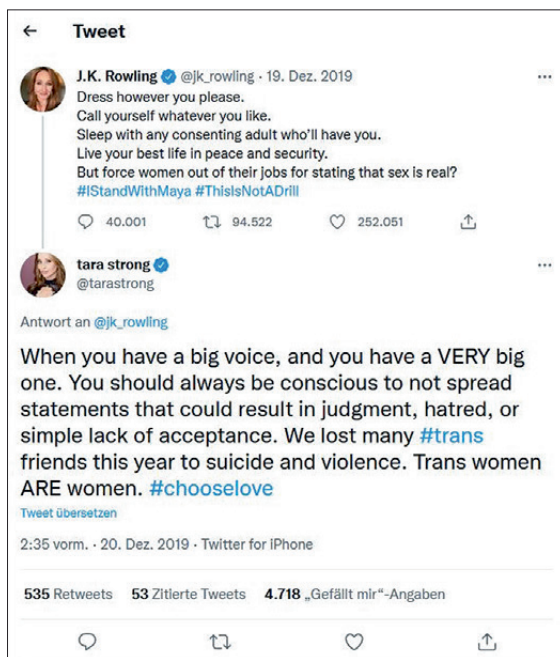 Tweet
J.K. Rowling @jk_rowling · 19. Dez. 2019
Dress however you please.
Call yourself whatever you like.
Sleep with any consenting adult who'll have you.
Live your best life in peace and security.
But force women out of their jobs for stating that sex is real?
#IStandWithMaya #ThisIsNotADrill
40.001 94.522 252.051
tara strong
@tarastrong
Antwort an @jk_rowling
When you have a big voice, and you have a VERY big
one. You should always be conscious to not spread
statements that could result in judgment, hatred, or
simple lack of acceptance. We lost many #trans
friends this year to suicide and violence. Trans women
ARE women. #chooselove
Tweet übersetzen
2:35 vorm. · 20. Dez. 2019 · Twitter for iPhone
535 Retweets 53 Zitierte Tweets 4.718 „Gefällt mir“-Angaben